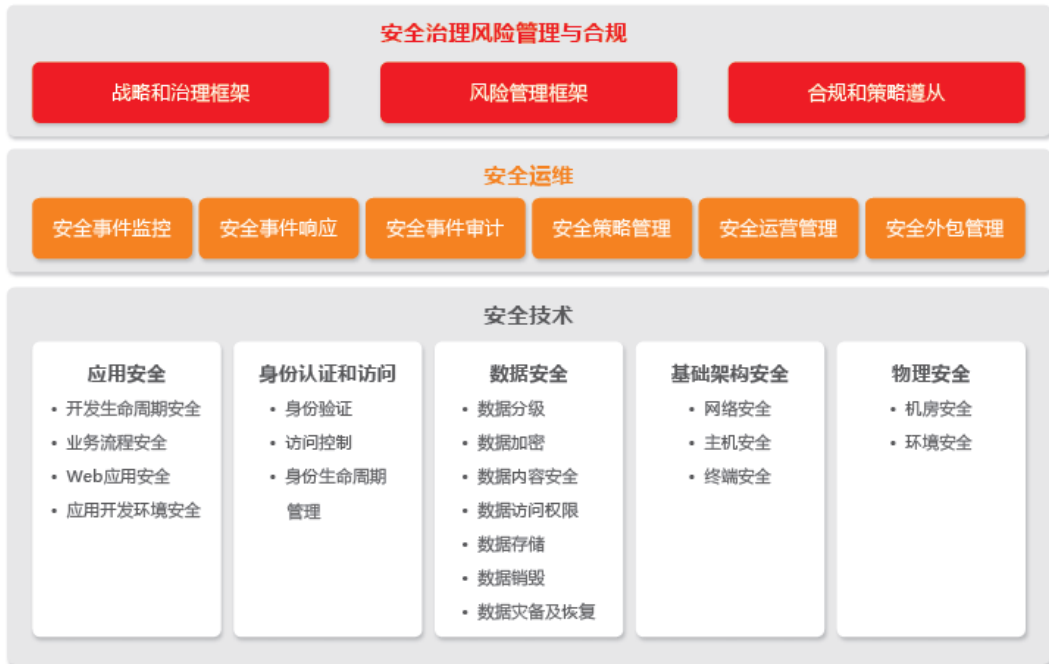 安全治理风险管理与合规
战略和治理框架
风险管理框架
合规和策略遵从
安全运维
安全事件监控
安全事件响应
安全事件审计
安全策略管理
安全运营管理
安全外包管理
安全技术
应用安全
• 开发生命周期安全
• 业务流程安全
• Web应用安全
• 应用开发环境安全
身份认证和访问
• 身份验证
• 访问控制
• 身份生命周期
管理
数据安全
• 数据分级
• 数据加密
• 数据内容安全
• 数据访问权限
• 数据存储
• 数据销毁
• 数据灾备及恢复
基础架构安全
• 网络安全
• 主机安全
• 终端安全
物理安全
• 机房安全
• 环境安全